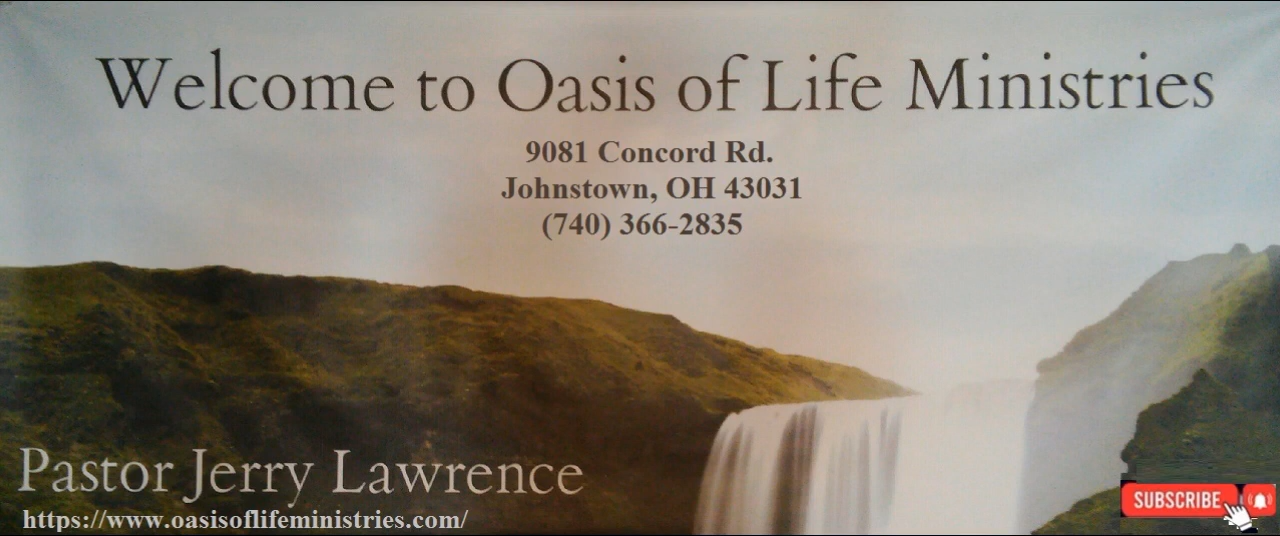 Welcome to Oasis of Life Ministries
9081 Concord Rd.
Johnstown, OH 43031
(740) 366-2835
Pastor Jerry Lawrence
https://www.oasisoflifeministries.com/
SUBSCRIBE